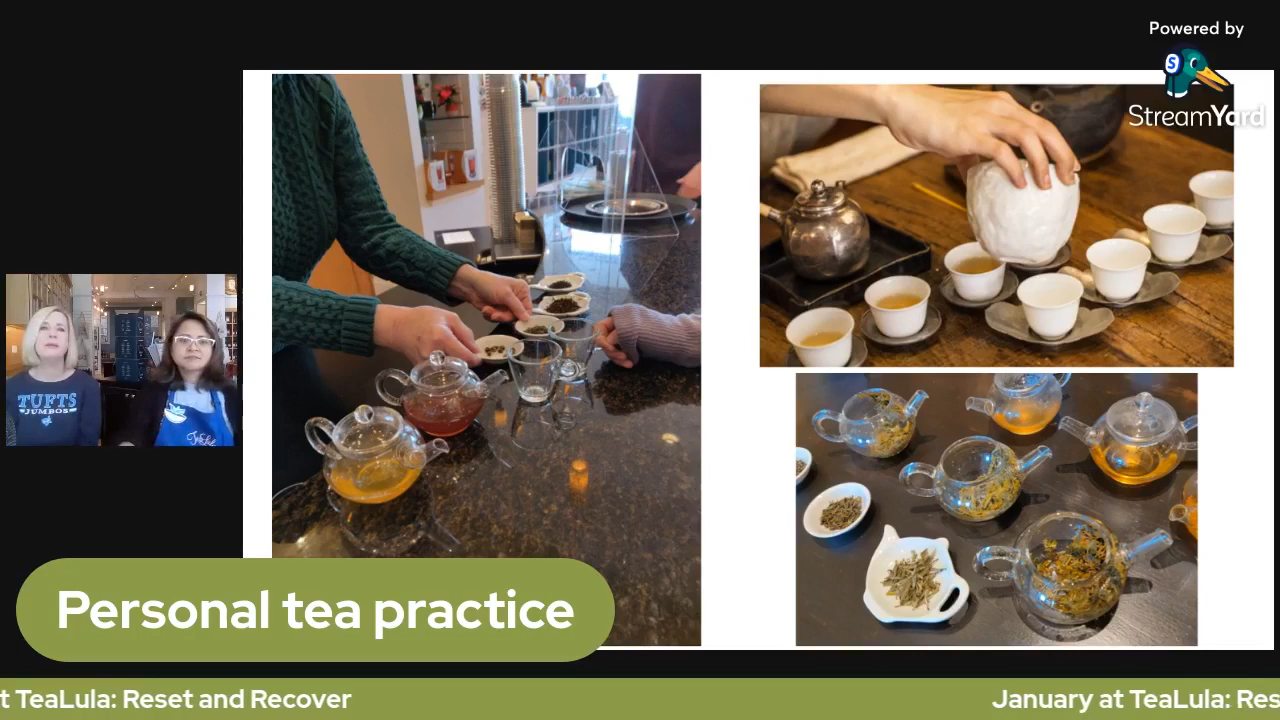 Powered by
S
StreamYard
TUFTS
JUMBOS
Personal tea practice
t TeaLula: Reset and Recover
January at TeaLula: Res